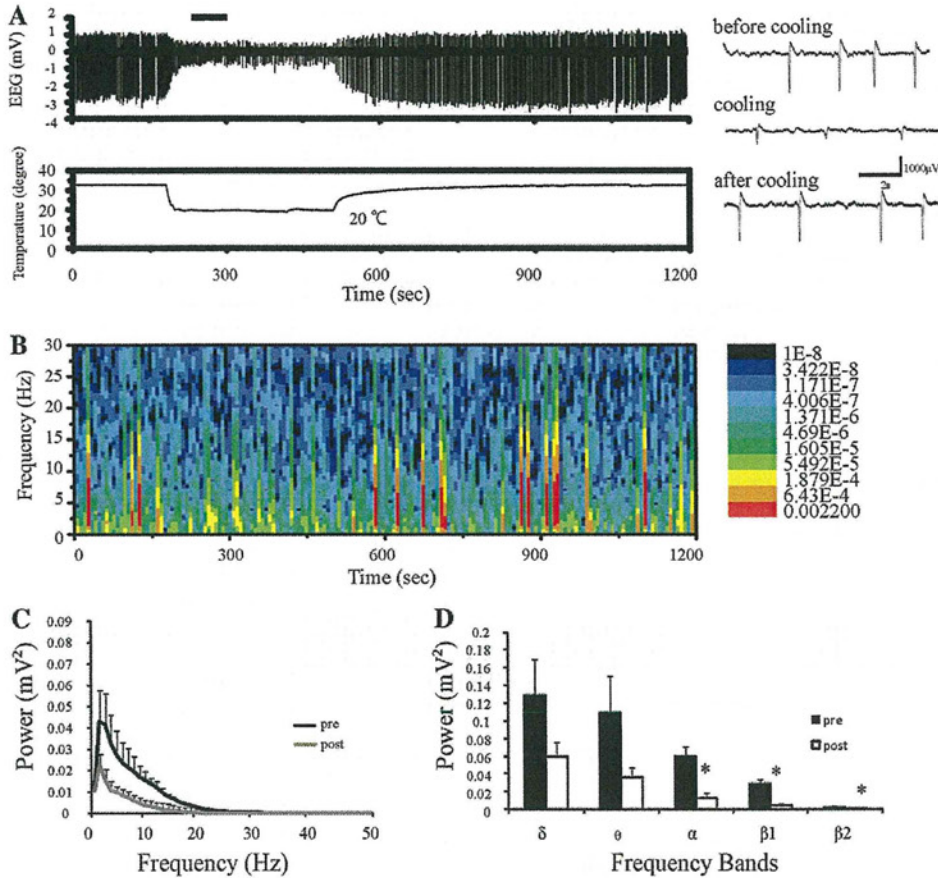 A
2
1
0
-1
-2
-3
-4
EEG (mV)
before cooling
cooling
1000μV
2s
after cooling
40
30
20
10
0
Temperature (degree)
20 ℃
0 300 600 900 1200
Time (sec)
B
30
25
20
15
10
5
0
Frequency (Hz)
0 300 600 900 1200
Time (sec)
1E-8
3.422E-8
1.171E-7
4.006E-7
1.371E-6
4.69E-6
1.605E-5
5.492E-5
1.879E-4
6.43E-4
0.002200
C
0.09
0.08
0.07
0.06
0.05
0.04
0.03
0.02
0.01
0
Power (mV²)
pre
post
0 10 20 30 40 50
Frequency (Hz)
D
0.2
0.18
0.16
0.14
0.12
0.1
0.08
0.06
0.04
0.02
0
Power (mV²)
pre
post
* * *
δ θ α β1 β2
Frequency Bands